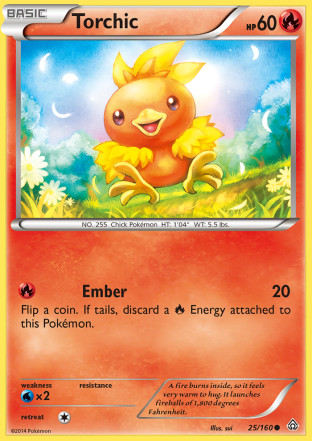 BASIC
Torchic
HP60
NO. 255 Chick Pokémon HT: 1'04" WT: 5.5 lbs.
Ember 20
Flip a coin. If tails, discard a Energy attached to
this Pokémon.
weakness resistance
×2
retreat
A fire burns inside, so it feels
very warm to hug. It launches
fireballs of 1,800 degrees
Fahrenheit.
©2014 Pokémon
Illus. sui
25/160